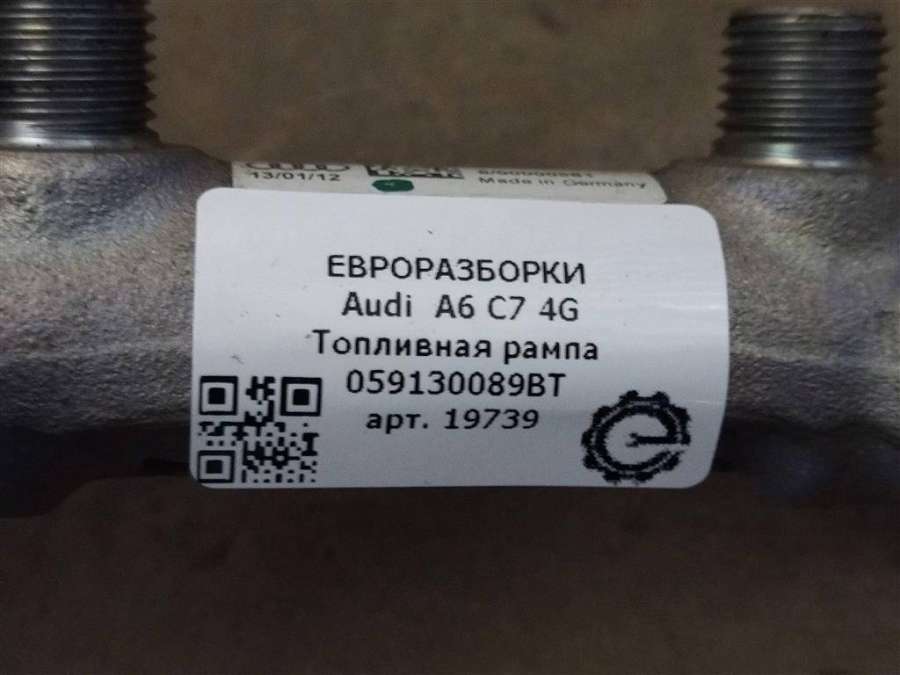 13/01/12
Made in Germany
ЕВРОРАЗБОРКИ
Audi A6 C7 4G
Топливная рампа
059130089BT
арт. 19739